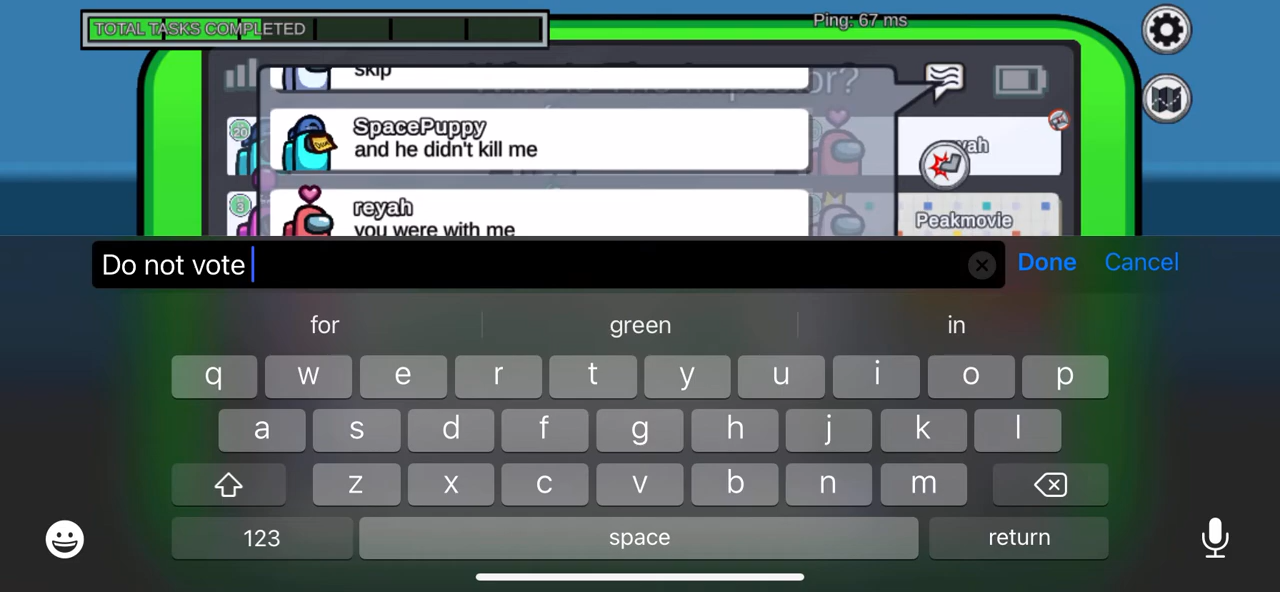 TOTAL TASKS COMPLETED
Ping: 67 ms
skip
SpacePuppy
and he didn't kill me
reyah
you were with me
Peakmovie
Do not vote
Done
Cancel
for
green
in
q w e r t y u i o p
a s d f g h j k l
z x c v b n m
123
space
return